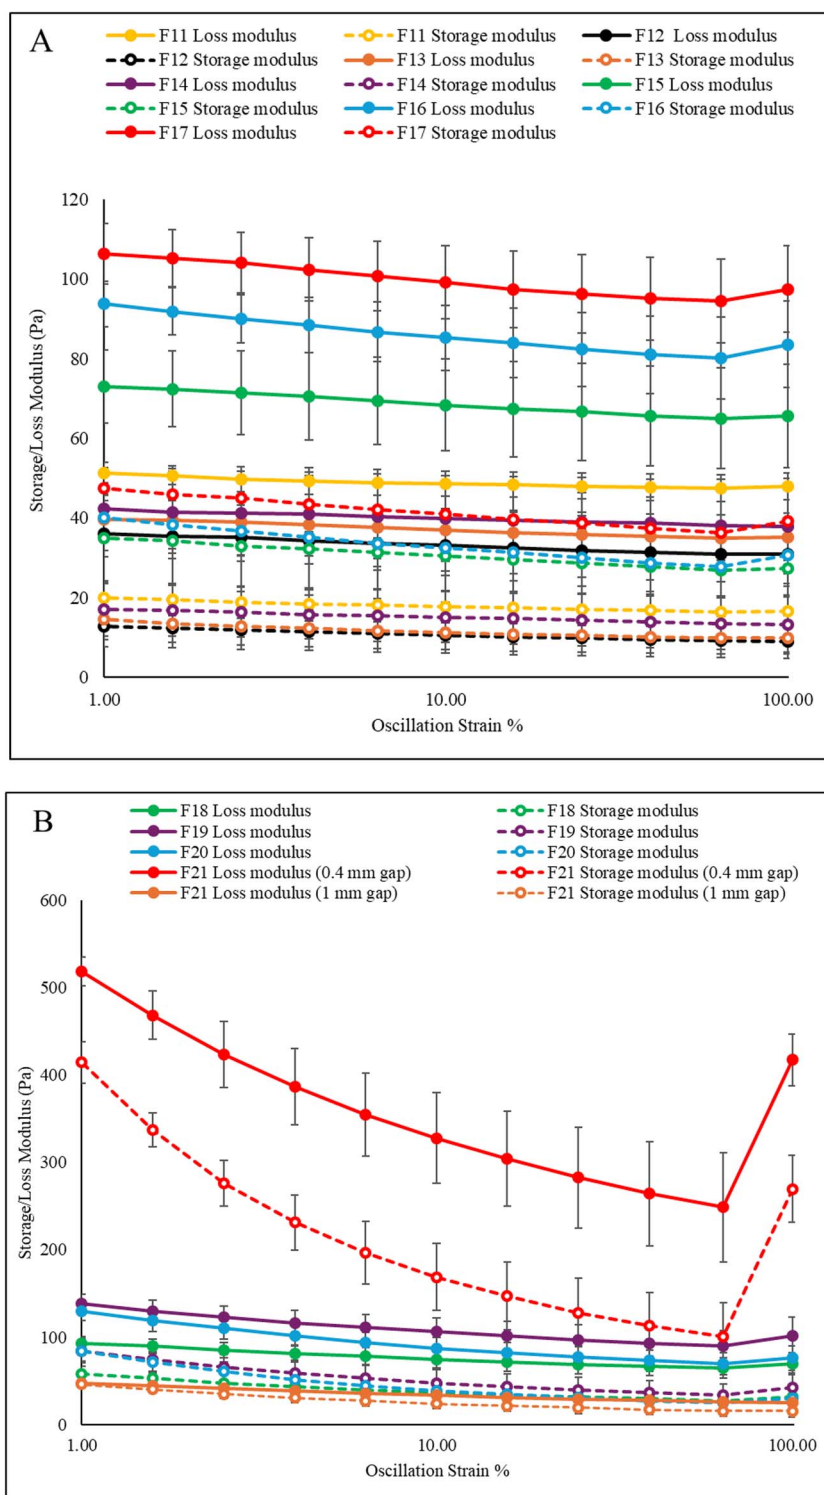 A
F11 Loss modulus F11 Storage modulus F12 Loss modulus
F12 Storage modulus F13 Loss modulus F13 Storage modulus
F14 Loss modulus F14 Storage modulus F15 Loss modulus
F15 Storage modulus F16 Loss modulus F16 Storage modulus
F17 Loss modulus F17 Storage modulus
120
100
80
60
40
20
0
Storage/Loss Modulus (Pa)
1.00 10.00 100.00
Oscillation Strain %
B
F18 Loss modulus F18 Storage modulus
F19 Loss modulus F19 Storage modulus
F20 Loss modulus F20 Storage modulus
F21 Loss modulus (0.4 mm gap) F21 Storage modulus (0.4 mm gap)
F21 Loss modulus (1 mm gap) F21 Storage modulus (1 mm gap)
600
500
400
300
200
100
0
Storage/Loss Modulus (Pa)
1.00 10.00 100.00
Oscillation Strain %